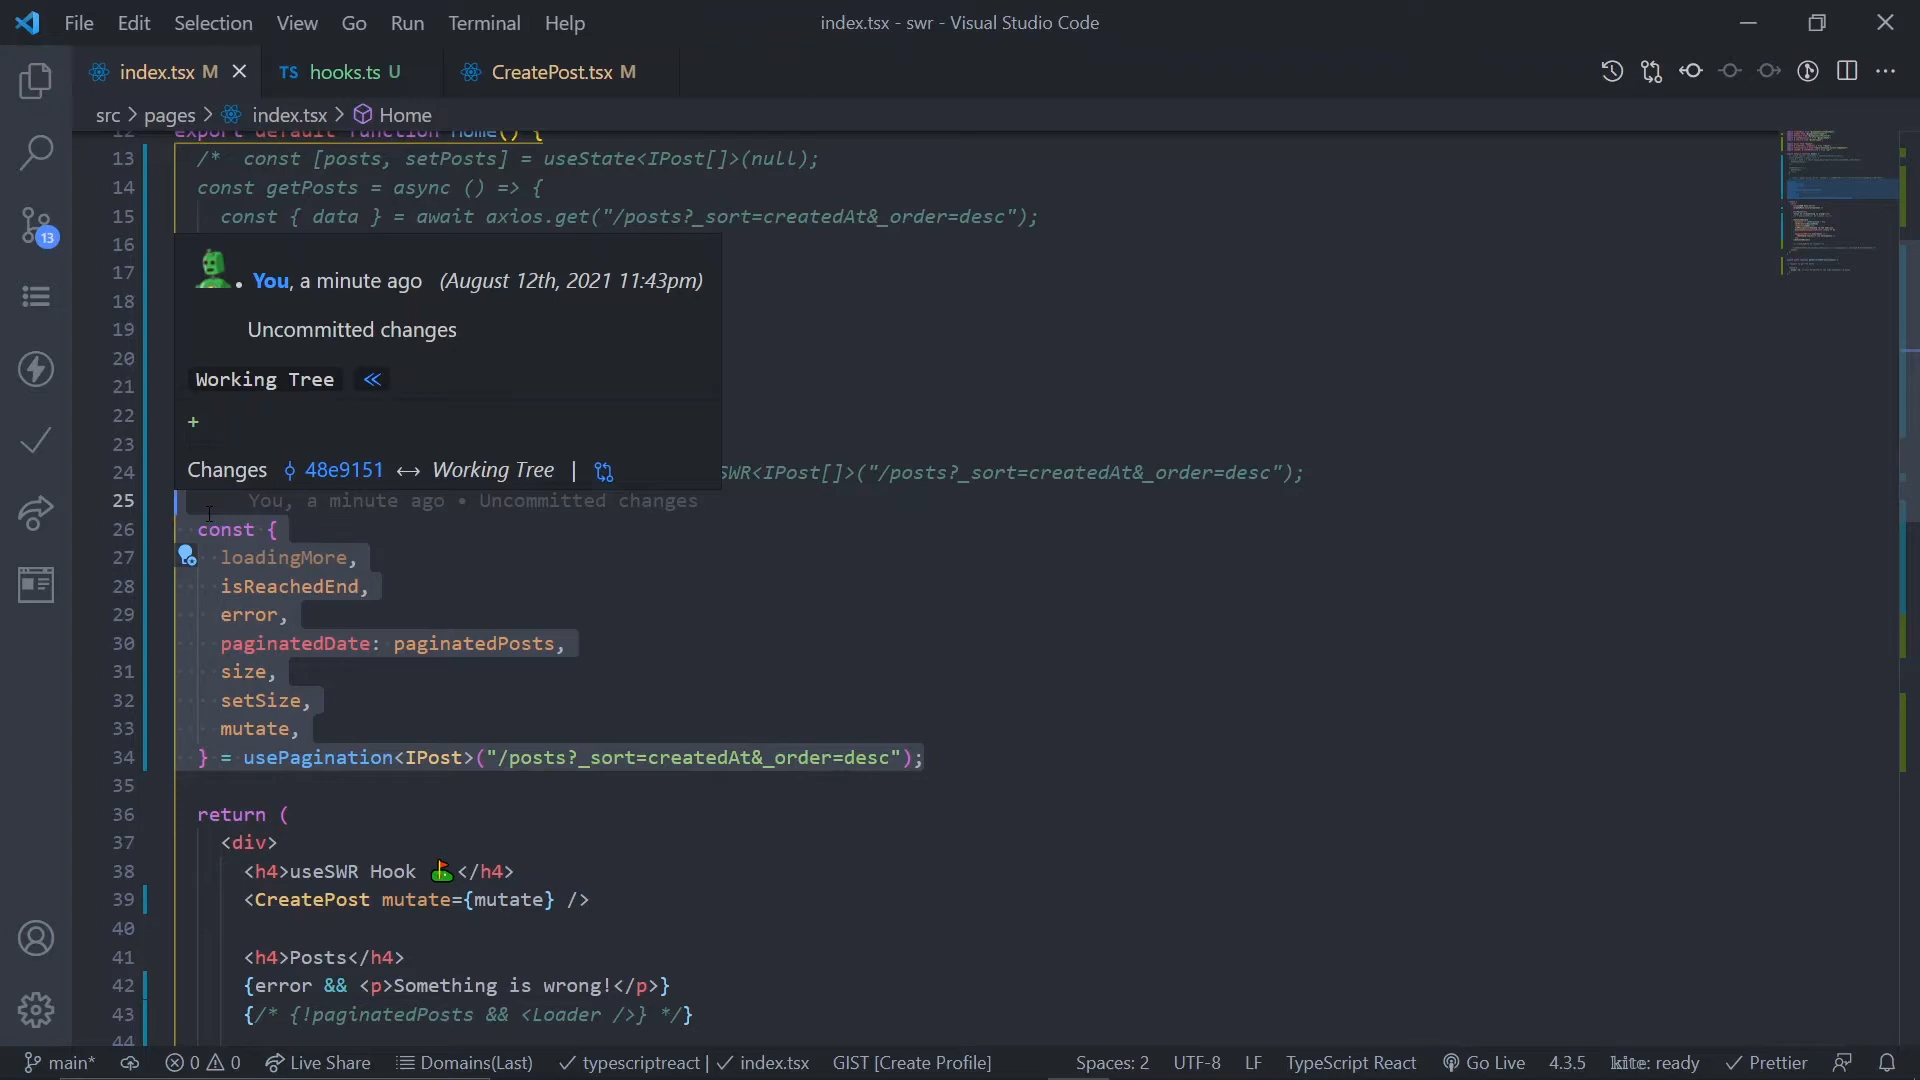 File Edit Selection View Go Run Terminal Help
index.tsx - swr - Visual Studio Code
index.tsx M
TS hooks.ts U
CreatePost.tsx M
src > pages > index.tsx > Home
12 export default function Home() {
13 /* const [posts, setPosts] = useState<IPost[]>(null);
14 const getPosts = async () => {
15 const { data } = await axios.get("/posts?_sort=createdAt&_order=desc");
16
17
18
19
20
21
22
23
24 SWR<IPost[]>("/posts?_sort=createdAt&_order=desc");
You, a minute ago (August 12th, 2021 11:43pm)
Uncommitted changes
Working Tree
+
Changes 48e9151 ↔ Working Tree |
25 You, a minute ago • Uncommitted changes
26 const {
27 loadingMore,
28 isReachedEnd,
29 error,
30 paginatedDate: paginatedPosts,
31 size,
32 setSize,
33 mutate,
34 } = usePagination<IPost>("/posts?_sort=createdAt&_order=desc");
35
36 return (
37 <div>
38 <h4>useSWR Hook ⛳</h4>
39 <CreatePost mutate={mutate} />
40
41 <h4>Posts</h4>
42 {error && <p>Something is wrong!</p>}
43 {/* {!paginatedPosts && <Loader />} */}
44
13
main* 0 0 Live Share Domains(Last) ✓ typescriptreact | ✓ index.tsx GIST [Create Profile] Spaces: 2 UTF-8 LF TypeScript React Go Live 4.3.5 kite: ready ✓ Prettier